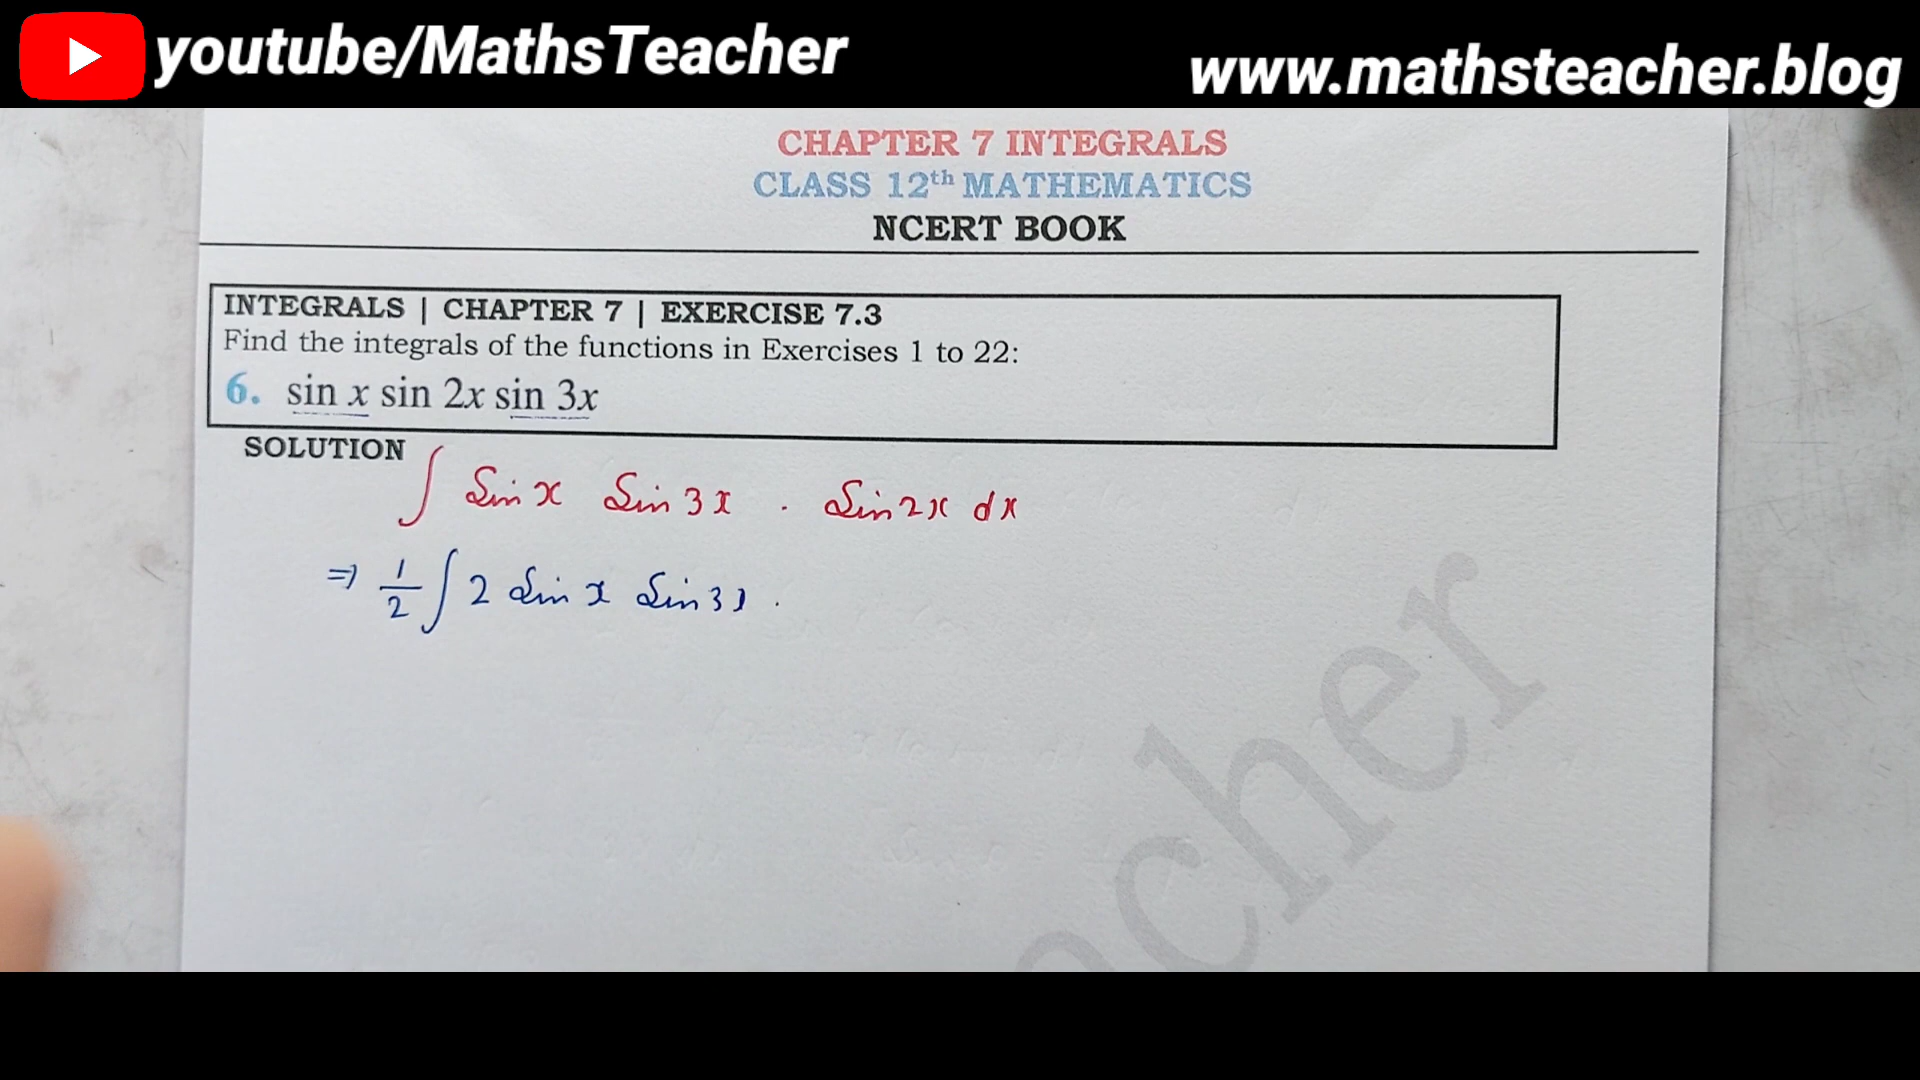 youtube/MathsTeacher
www.mathsteacher.blog
CHAPTER 7 INTEGRALS
CLASS 12th MATHEMATICS
NCERT BOOK
INTEGRALS | CHAPTER 7 | EXERCISE 7.3
Find the integrals of the functions in Exercises 1 to 22:
6. sin x sin 2x sin 3x
SOLUTION
∫ Sin x Sin 3x . Sin 2x dx
⇒ 1/2 ∫ 2 Sin x Sin 3x .
acher